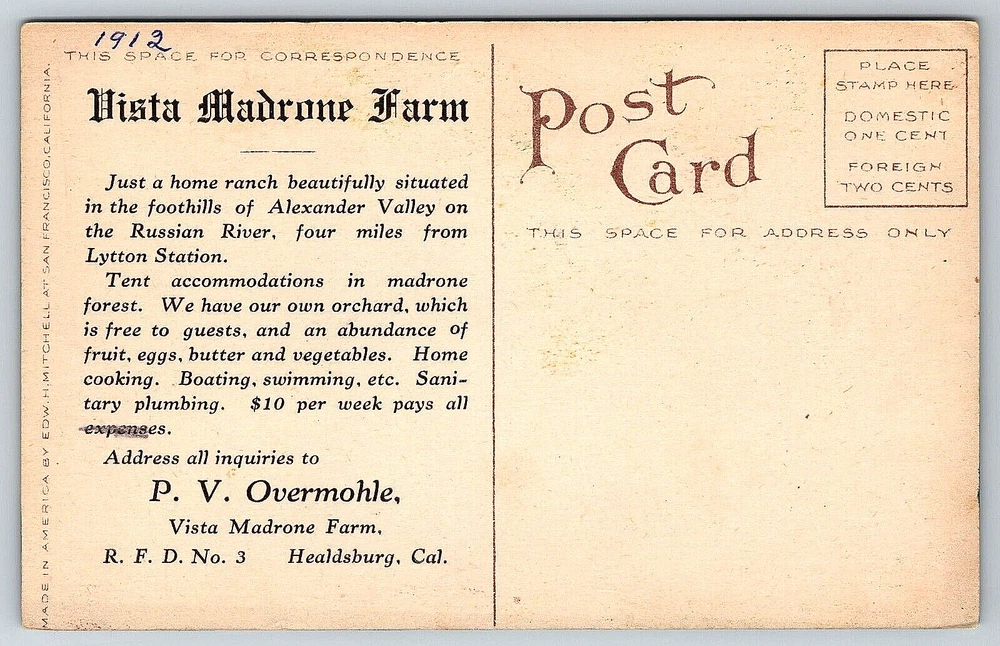 1912
THIS SPACE FOR CORRESPONDENCE
Vista Madrone Farm
Just a home ranch beautifully situated
in the foothills of Alexander Valley on
the Russian River, four miles from
Lytton Station.
Tent accommodations in madrone
forest. We have our own orchard, which
is free to guests, and an abundance of
fruit, eggs, butter and vegetables. Home
cooking. Boating, swimming, etc. Sani-
tary plumbing. $10 per week pays all
expenses.
Address all inquiries to
P. V. Overmohle,
Vista Madrone Farm,
R. F. D. No. 3 Healdsburg, Cal.
MADE IN AMERICA BY EDW. H. MITCHELL AT SAN FRANCISCO, CALIFORNIA.
Post
Card
THIS SPACE FOR ADDRESS ONLY
PLACE
STAMP HERE
DOMESTIC
ONE CENT
FOREIGN
TWO CENTS